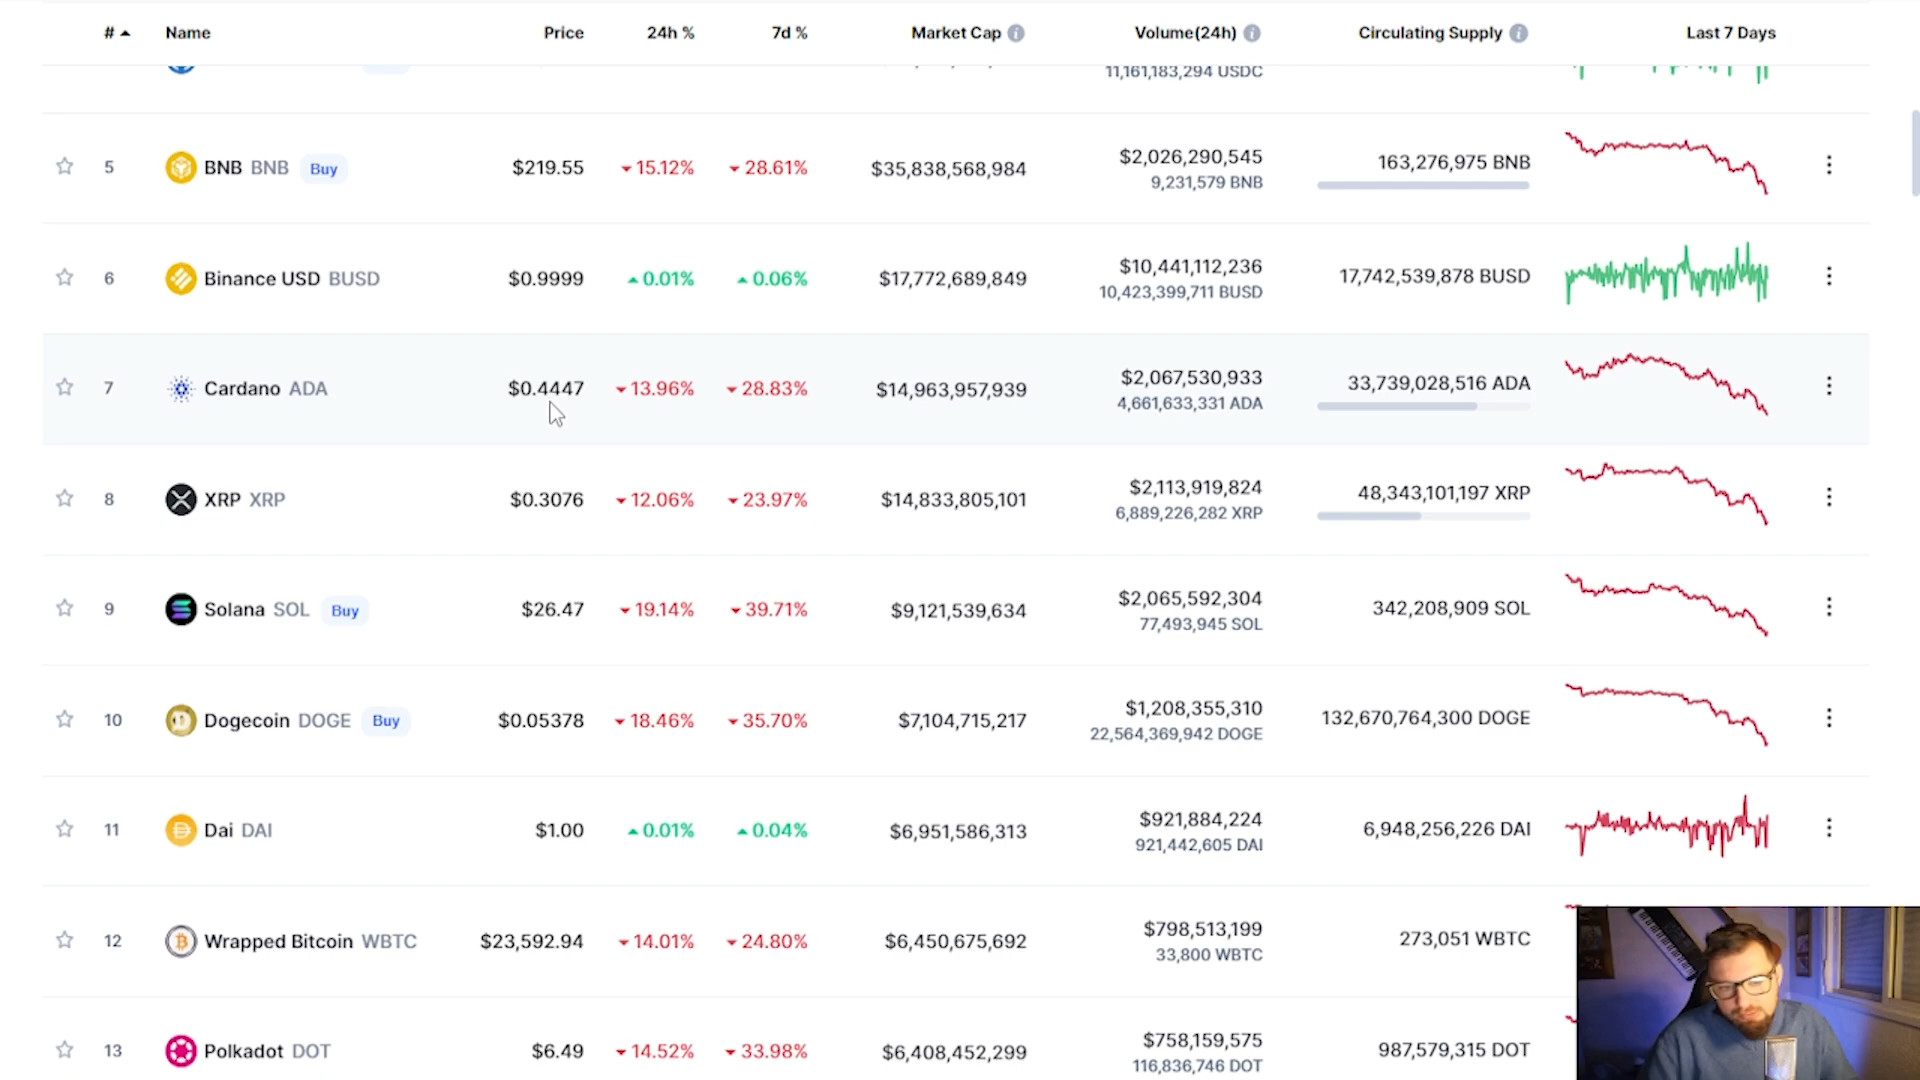 # Name Price 24h % 7d % Market Cap Volume(24h) Circulating Supply Last 7 Days
11,161,183,294 USDC
5 BNB BNB Buy $219.55 15.12% 28.61% $35,838,568,984 $2,026,290,545 163,276,975 BNB
9,231,579 BNB
6 Binance USD BUSD $0.9999 0.01% 0.06% $17,772,689,849 $10,441,112,236 17,742,539,878 BUSD
10,423,399,711 BUSD
7 Cardano ADA $0.4447 13.96% 28.83% $14,963,957,939 $2,067,530,933 33,739,028,516 ADA
4,661,633,331 ADA
8 XRP XRP $0.3076 12.06% 23.97% $14,833,805,101 $2,113,919,824 48,343,101,197 XRP
6,889,226,282 XRP
9 Solana SOL Buy $26.47 19.14% 39.71% $9,121,539,634 $2,065,592,304 342,208,909 SOL
77,493,945 SOL
10 Dogecoin DOGE Buy $0.05378 18.46% 35.70% $7,104,715,217 $1,208,355,310 132,670,764,300 DOGE
22,564,369,942 DOGE
11 Dai DAI $1.00 0.01% 0.04% $6,951,586,313 $921,884,224 6,948,256,226 DAI
921,442,605 DAI
12 Wrapped Bitcoin WBTC $23,592.94 14.01% 24.80% $6,450,675,692 $798,513,199 273,051 WBTC
33,800 WBTC
13 Polkadot DOT $6.49 14.52% 33.98% $6,408,452,299 $758,159,575 987,579,315 DOT
116,836,746 DOT